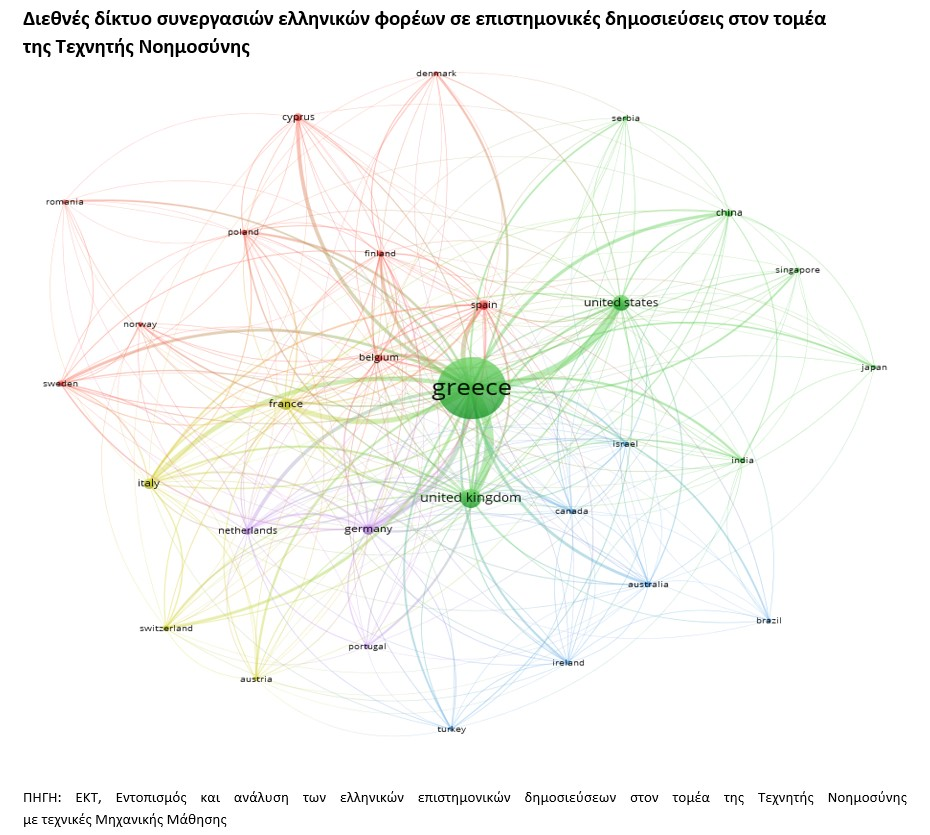 Διεθνές δίκτυο συνεργασιών ελληνικών φορέων σε επιστημονικές δημοσιεύσεις στον τομέα
της Τεχνητής Νοημοσύνης
denmark
cyprus
serbia
romania
china
poland
finland
singapore
spain
united states
norway
belgium
japan
sweden
greece
france
israel
india
italy
united kingdom
canada
netherlands
germany
australia
brazil
switzerland
portugal
ireland
austria
turkey
ΠΗΓΗ: ΕΚΤ, Εντοπισμός και ανάλυση των ελληνικών επιστημονικών δημοσιεύσεων στον τομέα της Τεχνητής Νοημοσύνης
με τεχνικές Μηχανικής Μάθησης